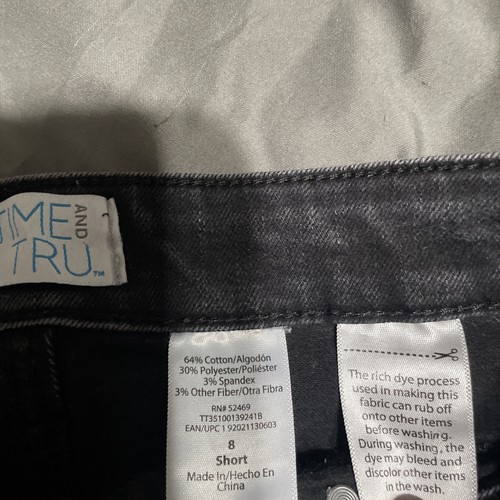 TIME AND
TRU™
64% Cotton/Algodón
30% Polyester/Poliéster
3% Spandex
3% Other Fiber/Otra Fibra
RN# 52469
TT3510013924​1B
EAN/UPC 1 92021130603
8
Short
Made in/Hecho En
China
The rich dye process
used in making this
fabric can rub off
onto other items
before washing.
During washing, the
dye may bleed and
discolor other items
in the wash.